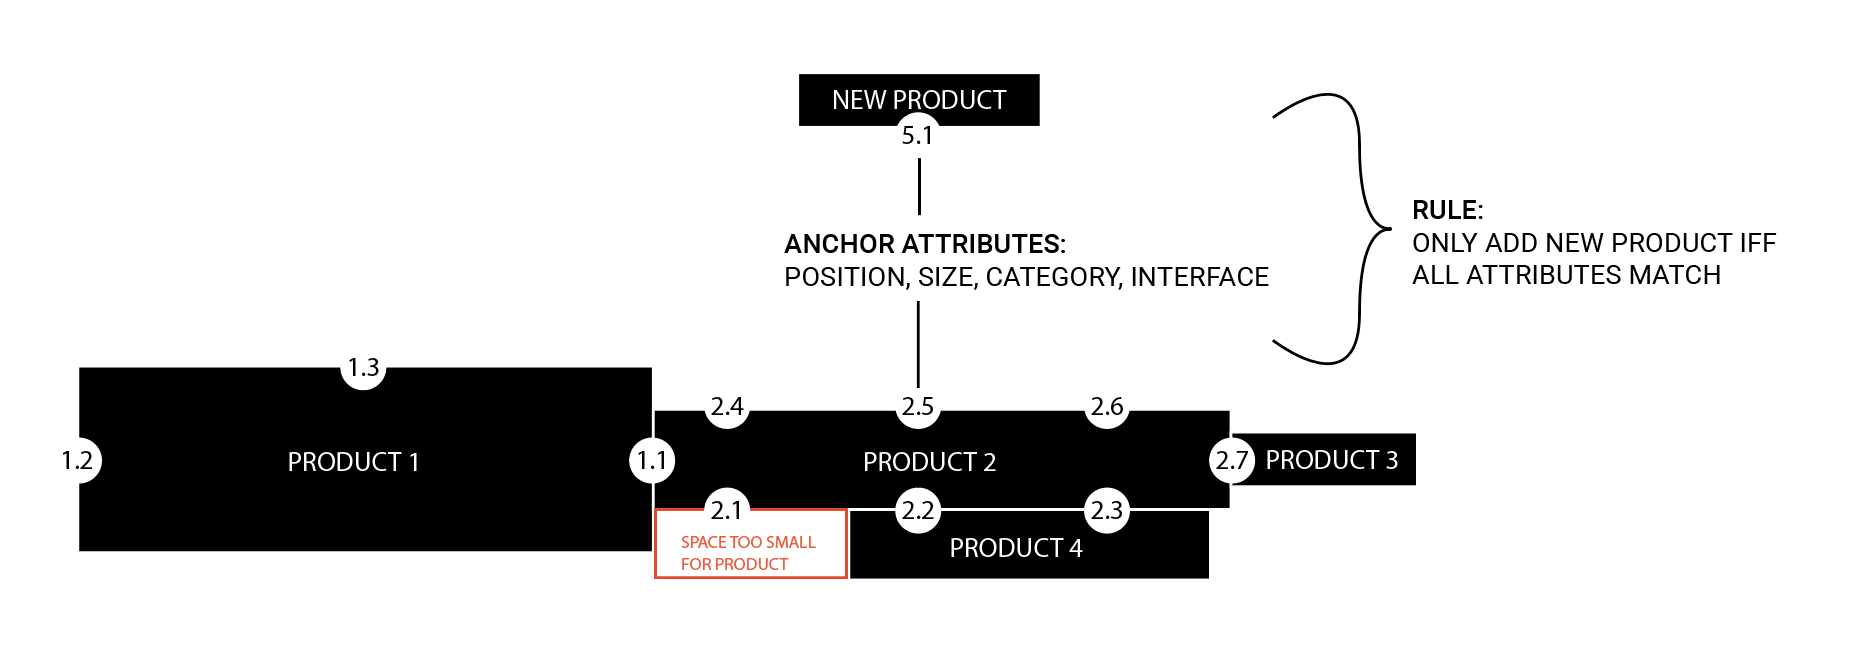 NEW PRODUCT
5.1
ANCHOR ATTRIBUTES:
POSITION, SIZE, CATEGORY, INTERFACE
RULE:
ONLY ADD NEW PRODUCT IFF
ALL ATTRIBUTES MATCH
1.3
2.4
2.5
2.6
1.2
PRODUCT 1
1.1
PRODUCT 2
2.7
PRODUCT 3
2.1
2.2
2.3
SPACE TOO SMALL
FOR PRODUCT
PRODUCT 4